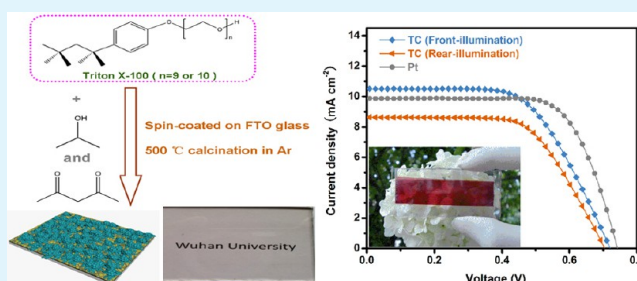 O
O
H
n
Triton X-100 ( n=9 or 10 )
+
OH
and
O
O
Spin-coated on FTO glass
500 ℃ calcination in Ar
Wuhan University
TC (Front-illumination)
TC (Rear-illumination)
Pt
Current density (mA cm⁻²)
14
12
10
8
6
4
2
0
0.0
0.2
0.4
0.6
0.8
Voltage (V)